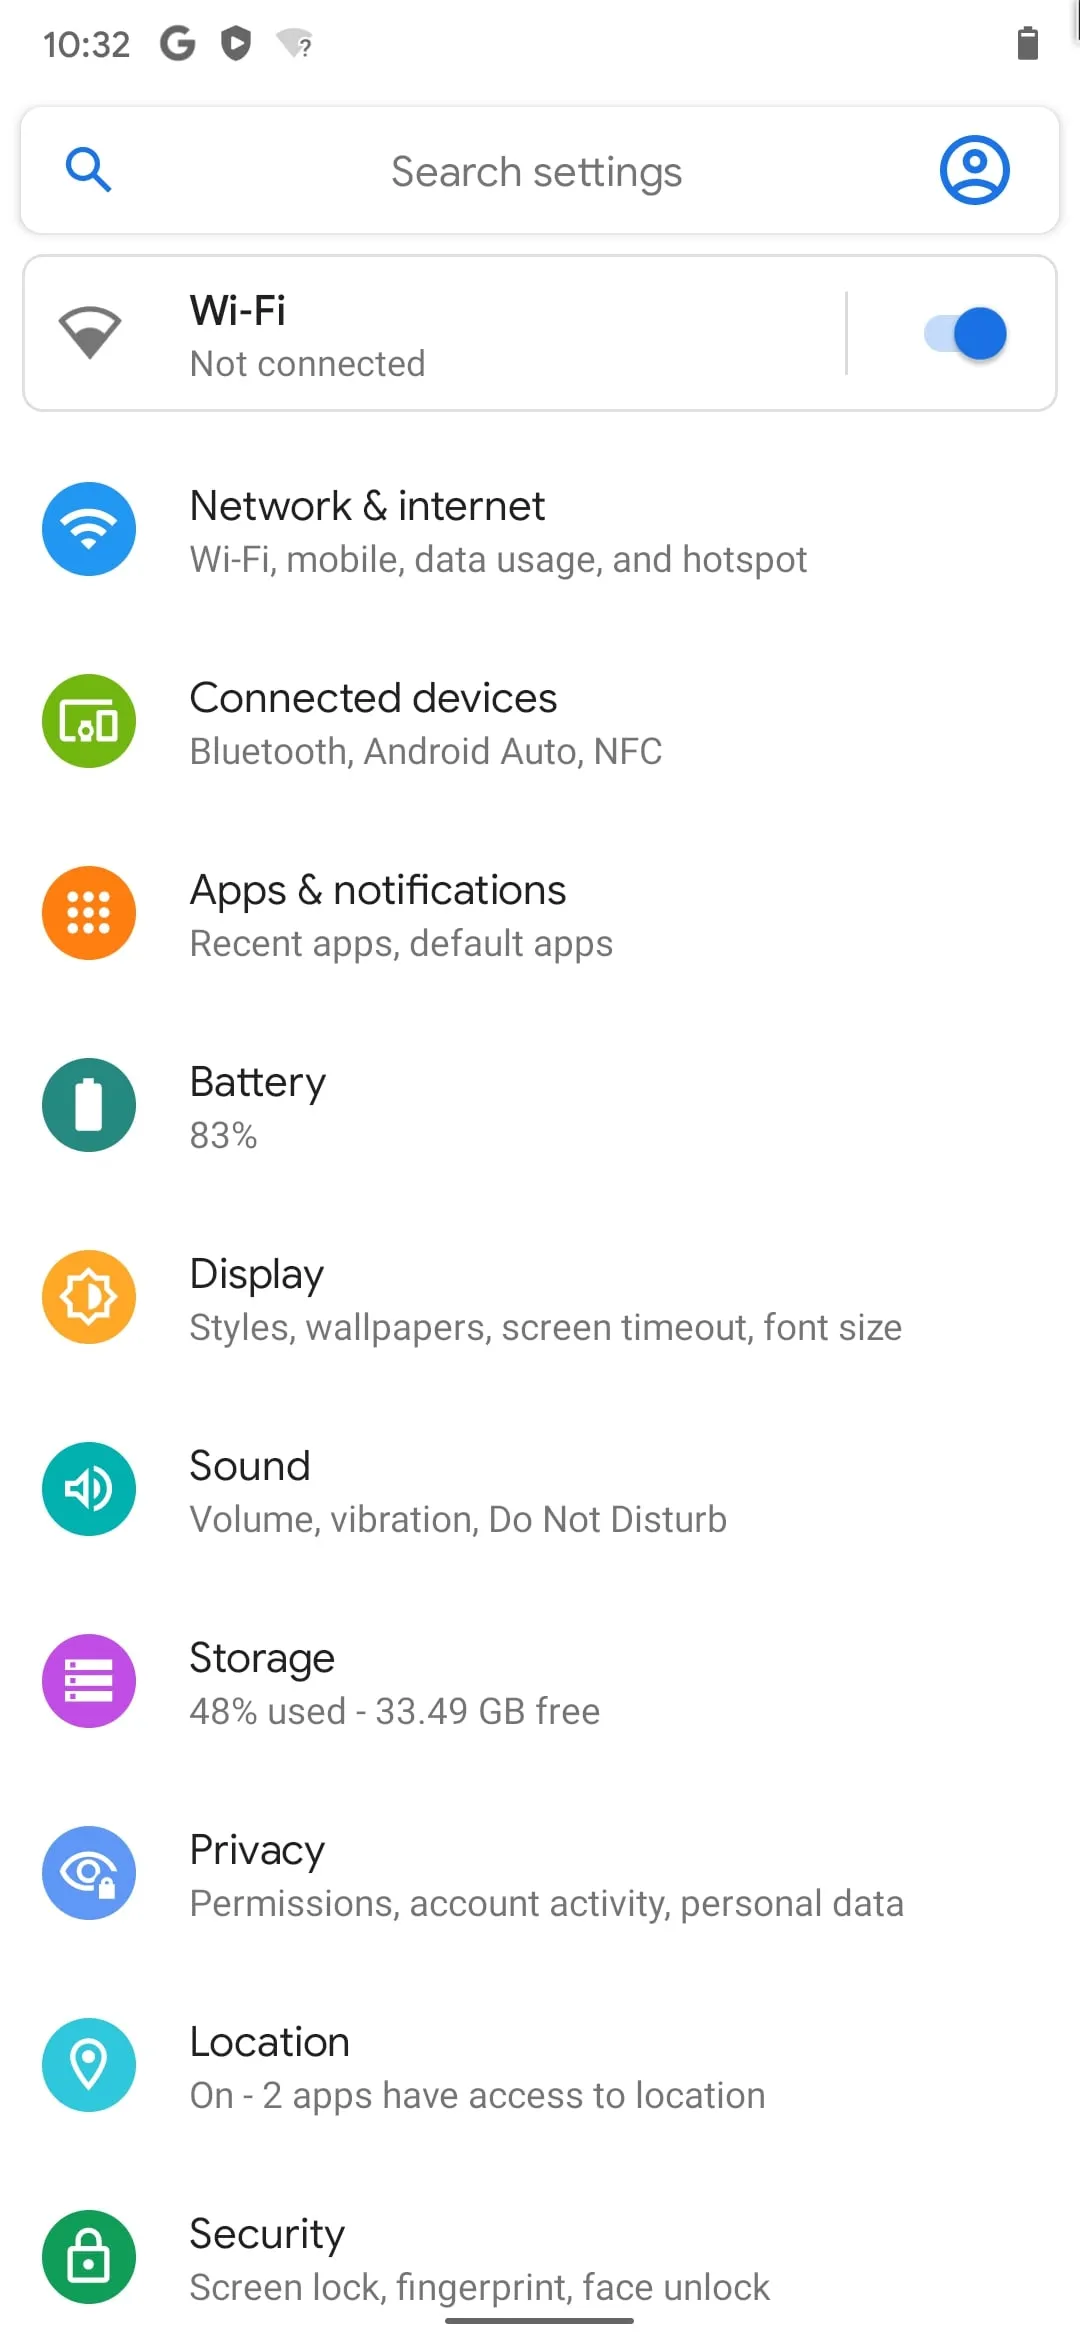 10:32
Search settings
Wi-Fi
Not connected
Network & internet
Wi-Fi, mobile, data usage, and hotspot
Connected devices
Bluetooth, Android Auto, NFC
Apps & notifications
Recent apps, default apps
Battery
83%
Display
Styles, wallpapers, screen timeout, font size
Sound
Volume, vibration, Do Not Disturb
Storage
48% used - 33.49 GB free
Privacy
Permissions, account activity, personal data
Location
On - 2 apps have access to location
Security
Screen lock, fingerprint, face unlock